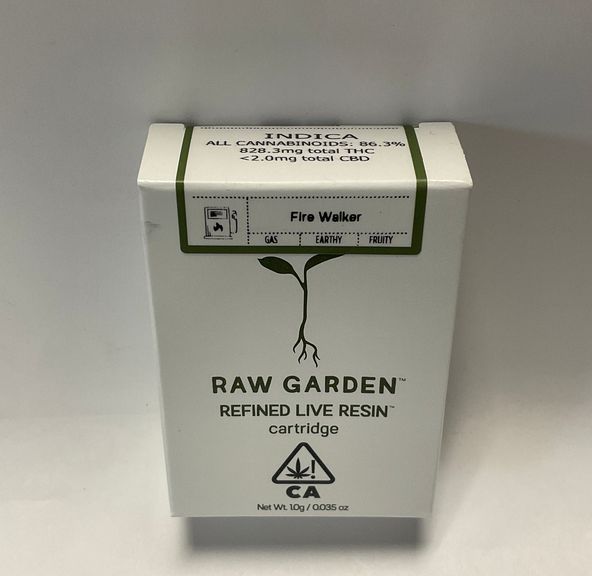 INDICA
ALL CANNABINOIDS: 86.3%
828.3mg total THC
<2.0mg total CBD
Fire Walker
GAS EARTHY FRUITY
RAW GARDEN™
REFINED LIVE RESIN™
cartridge
CA
Net Wt. 1.0g / 0.035 oz